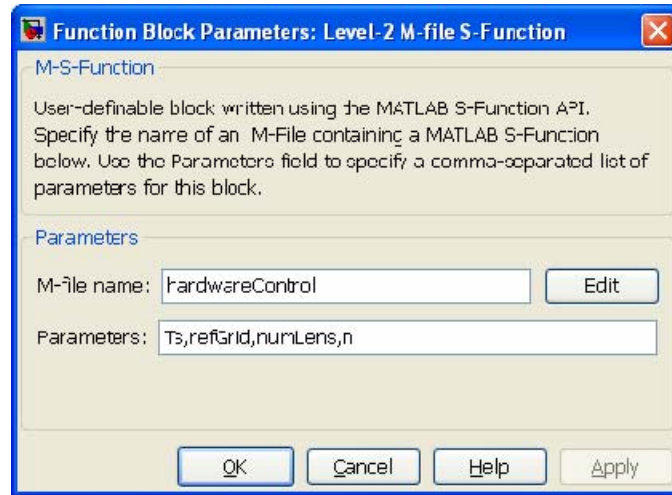 Function Block Parameters: Level-2 M-file S-Function
M-S-Function
User-definable block written using the MATLAB S-Function API.
Specify the name of an M-File containing a MATLAB S-Function
below. Use the Parameters field to specify a comma-separated list of
parameters for this block.
Parameters
M-file name: hardwareControl Edit
Parameters: Ts,refGrid,numLens,n
OK Cancel Help Apply